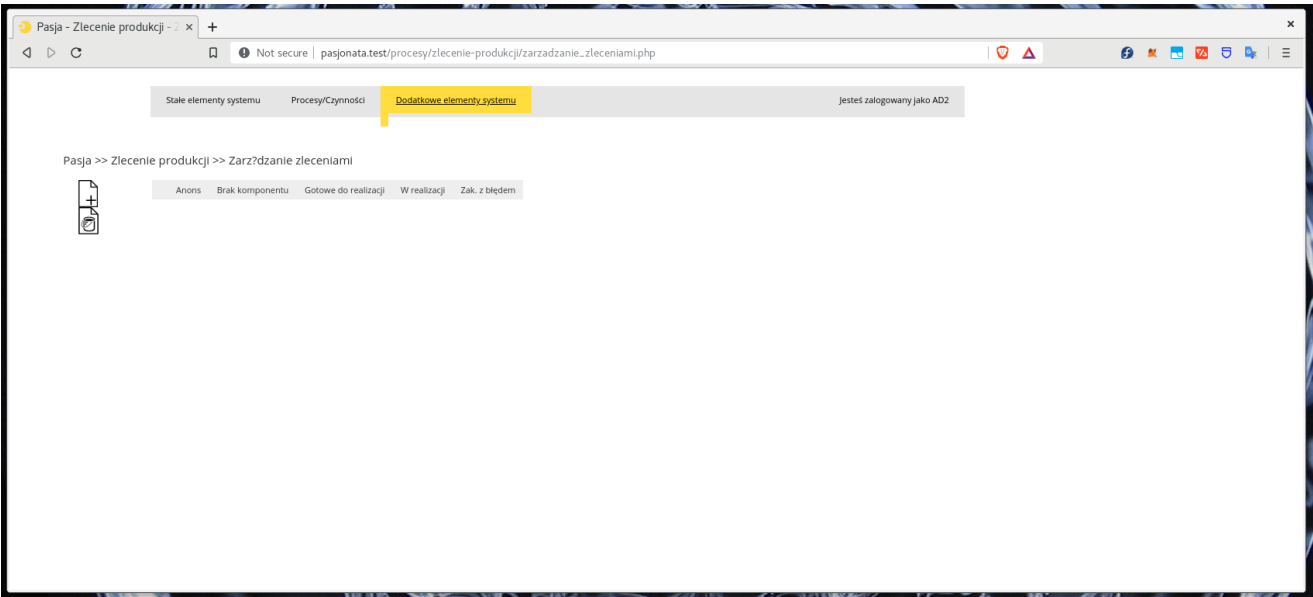 Pasja - Zlecenie produkcji - Z
Not secure | pasjonata.test/procesy/zlecenie-produkcji/zarzadzanie_zleceniami.php
Stałe elementy systemu Procesy/Czynności Dodatkowe elementy systemu Jesteś zalogowany jako AD2
Pasja >> Zlecenie produkcji >> Zarz?dzanie zleceniami
Anons Brak komponentu Gotowe do realizacji W realizacji Zak. z błędem